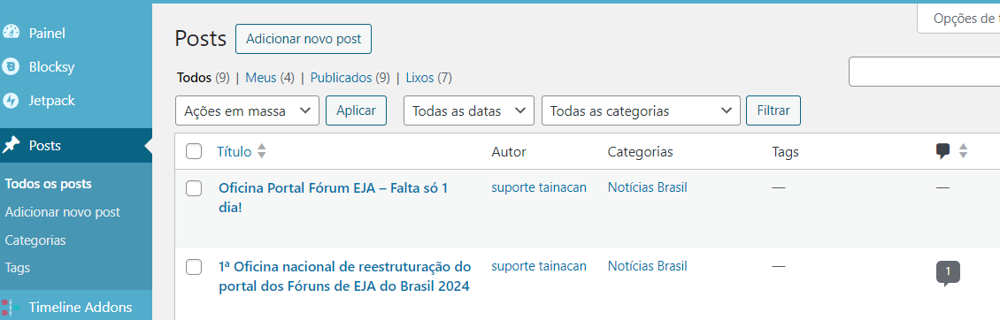 Painel
Blocksy
Jetpack
Posts
Todos os posts
Adicionar novo post
Categorias
Tags
Timeline Addons
Opções de
Posts Adicionar novo post
Todos (9) | Meus (4) | Publicados (9) | Lixos (7)
Ações em massa Aplicar Todas as datas Todas as categorias Filtrar
Título Autor Categorias Tags
Oficina Portal Fórum EJA – Falta só 1 suporte tainacan Notícias Brasil — —
dia!
1ª Oficina nacional de reestruturação do suporte tainacan Notícias Brasil — 1
portal dos Fóruns de EJA do Brasil 2024